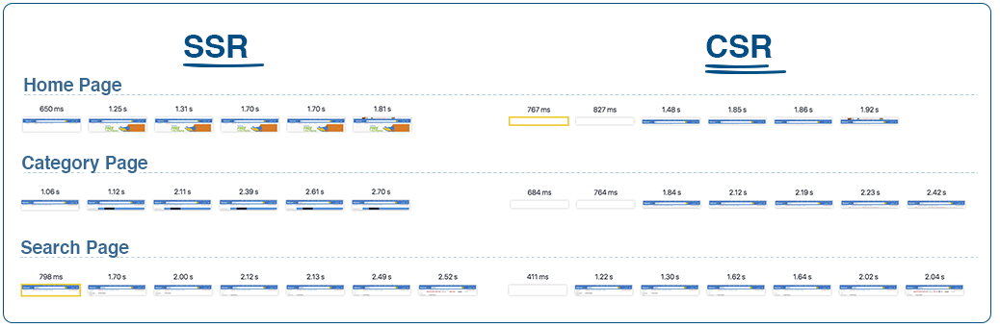 SSR CSR
Home Page
650 ms 1.25 s 1.31 s 1.70 s 1.70 s 1.81 s 767 ms 827 ms 1.48 s 1.85 s 1.86 s 1.92 s
Category Page
1.06 s 1.12 s 2.11 s 2.39 s 2.61 s 2.70 s 684 ms 764 ms 1.84 s 2.12 s 2.19 s 2.23 s 2.42 s
Search Page
798 ms 1.70 s 2.00 s 2.12 s 2.13 s 2.49 s 2.52 s 411 ms 1.22 s 1.30 s 1.62 s 1.64 s 2.02 s 2.04 s